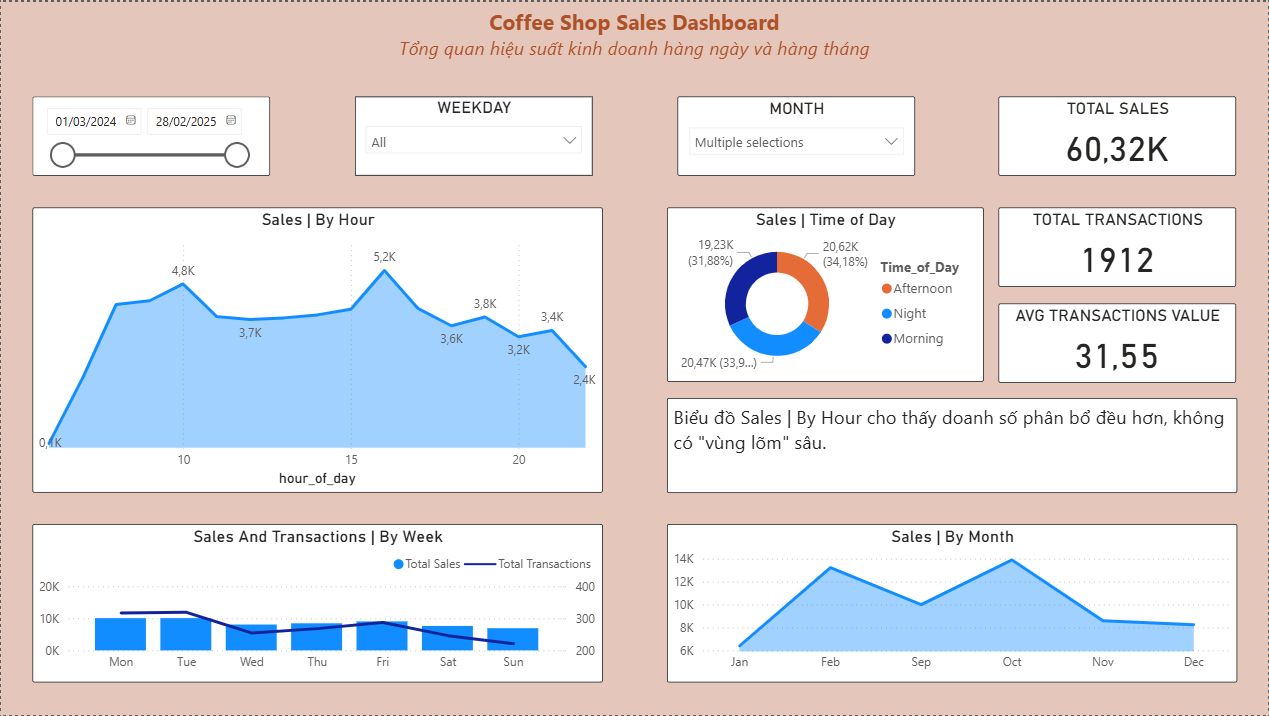 Coffee Shop Sales Dashboard
Tổng quan hiệu suất kinh doanh hàng ngày và hàng tháng
01/03/2024 28/02/2025
WEEKDAY
All
MONTH
Multiple selections
TOTAL SALES
60,32K
Sales | By Hour
0,1K
4,8K
3,7K
5,2K
3,6K
3,8K
3,2K
3,4K
2,4K
10 15 20
hour_of_day
Sales | Time of Day
19,23K
(31,88%)
20,62K
(34,18%)
20,47K (33,9...)
Time_of_Day
Afternoon
Night
Morning
TOTAL TRANSACTIONS
1912
AVG TRANSACTIONS VALUE
31,55
Biểu đồ Sales | By Hour cho thấy doanh số phân bổ đều hơn, không
có "vùng lõm" sâu.
Sales And Transactions | By Week
Total Sales Total Transactions
20K 400
10K 300
0K 200
Mon Tue Wed Thu Fri Sat Sun
Sales | By Month
14K
12K
10K
8K
6K
Jan Feb Sep Oct Nov Dec